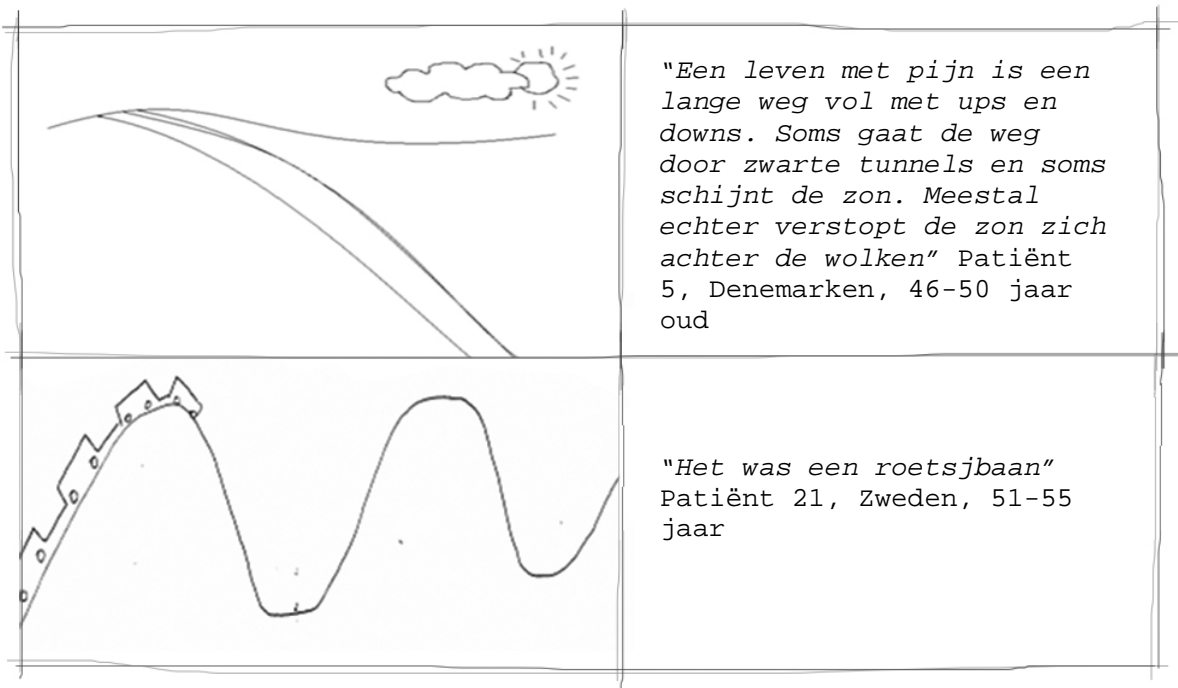 “Een leven met pijn is een
lange weg vol met ups en
downs. Soms gaat de weg
door zwarte tunnels en soms
schijnt de zon. Meestal
echter verstopt de zon zich
achter de wolken” Patiënt
5, Denemarken, 46-50 jaar
oud
“Het was een roetsjbaan”
Patiënt 21, Zweden, 51-55
jaar